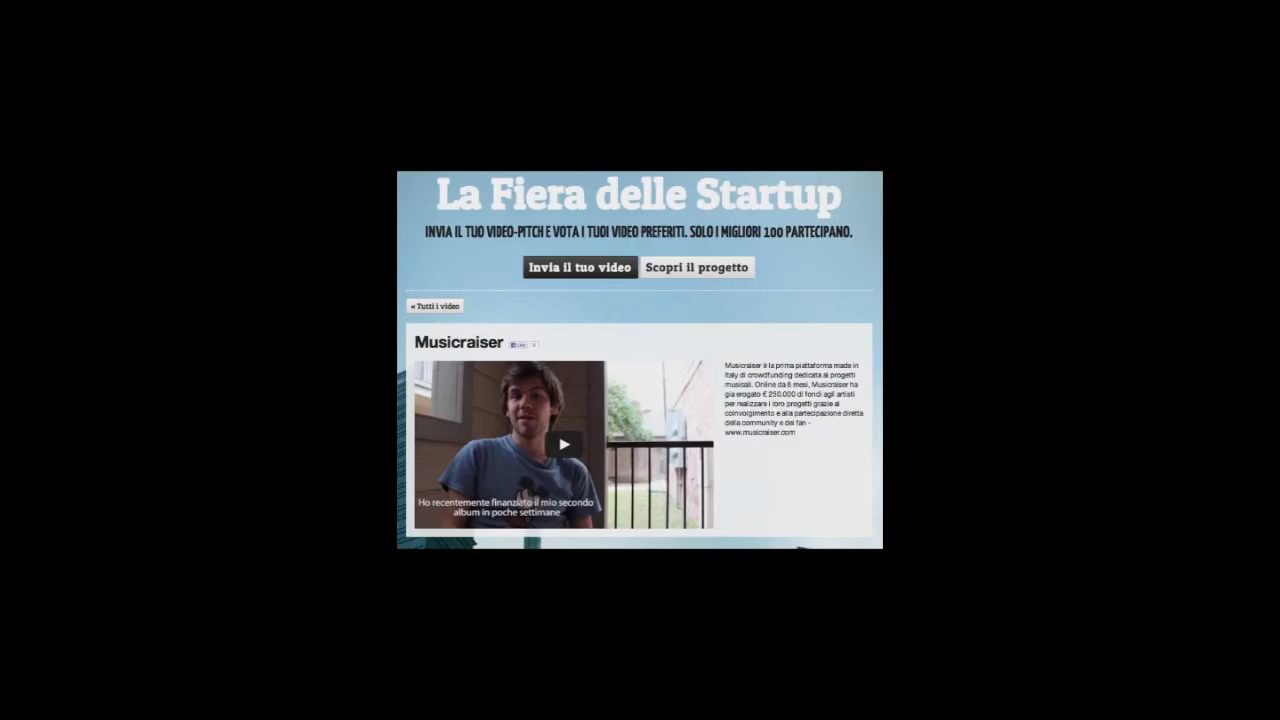 La Fiera delle Startup
INVIA IL TUO VIDEO-PITCH E VOTA I TUOI VIDEO PREFERITI. SOLO I MIGLIORI 100 PARTECIPANO.
Invia il tuo video
Scopri il progetto
« Tutti i video
Musicraiser
Like
0
Musicraiser è la prima piattaforma made in
Italy di crowdfunding dedicata ai progetti
musicali. Online da 6 mesi, Musicraiser ha
gia erogato € 250.000 di fondi agli artisti
per realizzare i loro progetti grazie al
coinvolgimento e alla partecipazione diretta
della community e dei fan -
www.musicraiser.com
Ho recentemente finanziato il mio secondo
album in poche settimane